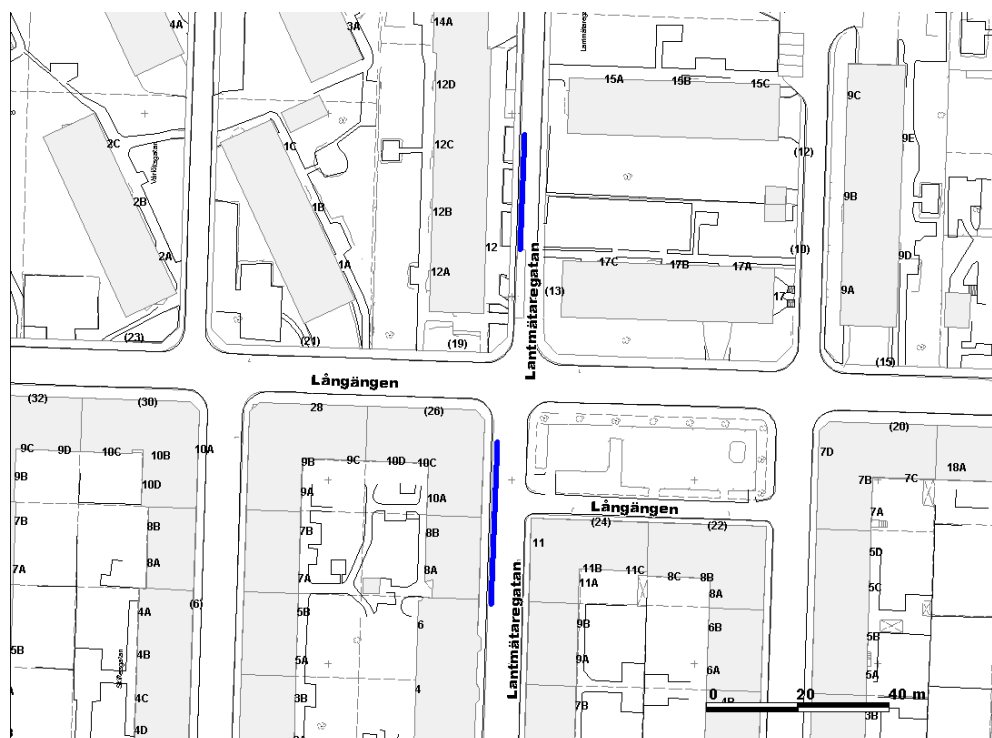 4A
3A
14A
Lantmätaregatan
15A
15B
15C
12D
9C
2C
1C
12C
9E
(12)
Värkillsgatan
2B
1B
12B
9B
12
(10)
2A
1A
12A
17C
17B
17A
9D
(13)
17
9A
Lantmätaregatan
(23)
(21)
(19)
(15)
Långängen
(32)
(30)
28
(26)
(20)
9C
9D
10C
10B
10A
9B
9C
10D
10C
7D
18A
9B
10D
9A
10A
7B
7C
Långängen
7A
7B
8B
7B
8B
(24)
(22)
11
5D
7A
8A
7A
8A
11B
11C
8C
8B
11A
8A
5C
(6)
4A
5B
6
Lantmätaregatan
9B
6B
5B
5B
4B
Skiftesgatan
5A
9A
6A
5A
4C
3B
4
7B
4B
0
20
40 m
3B
4D